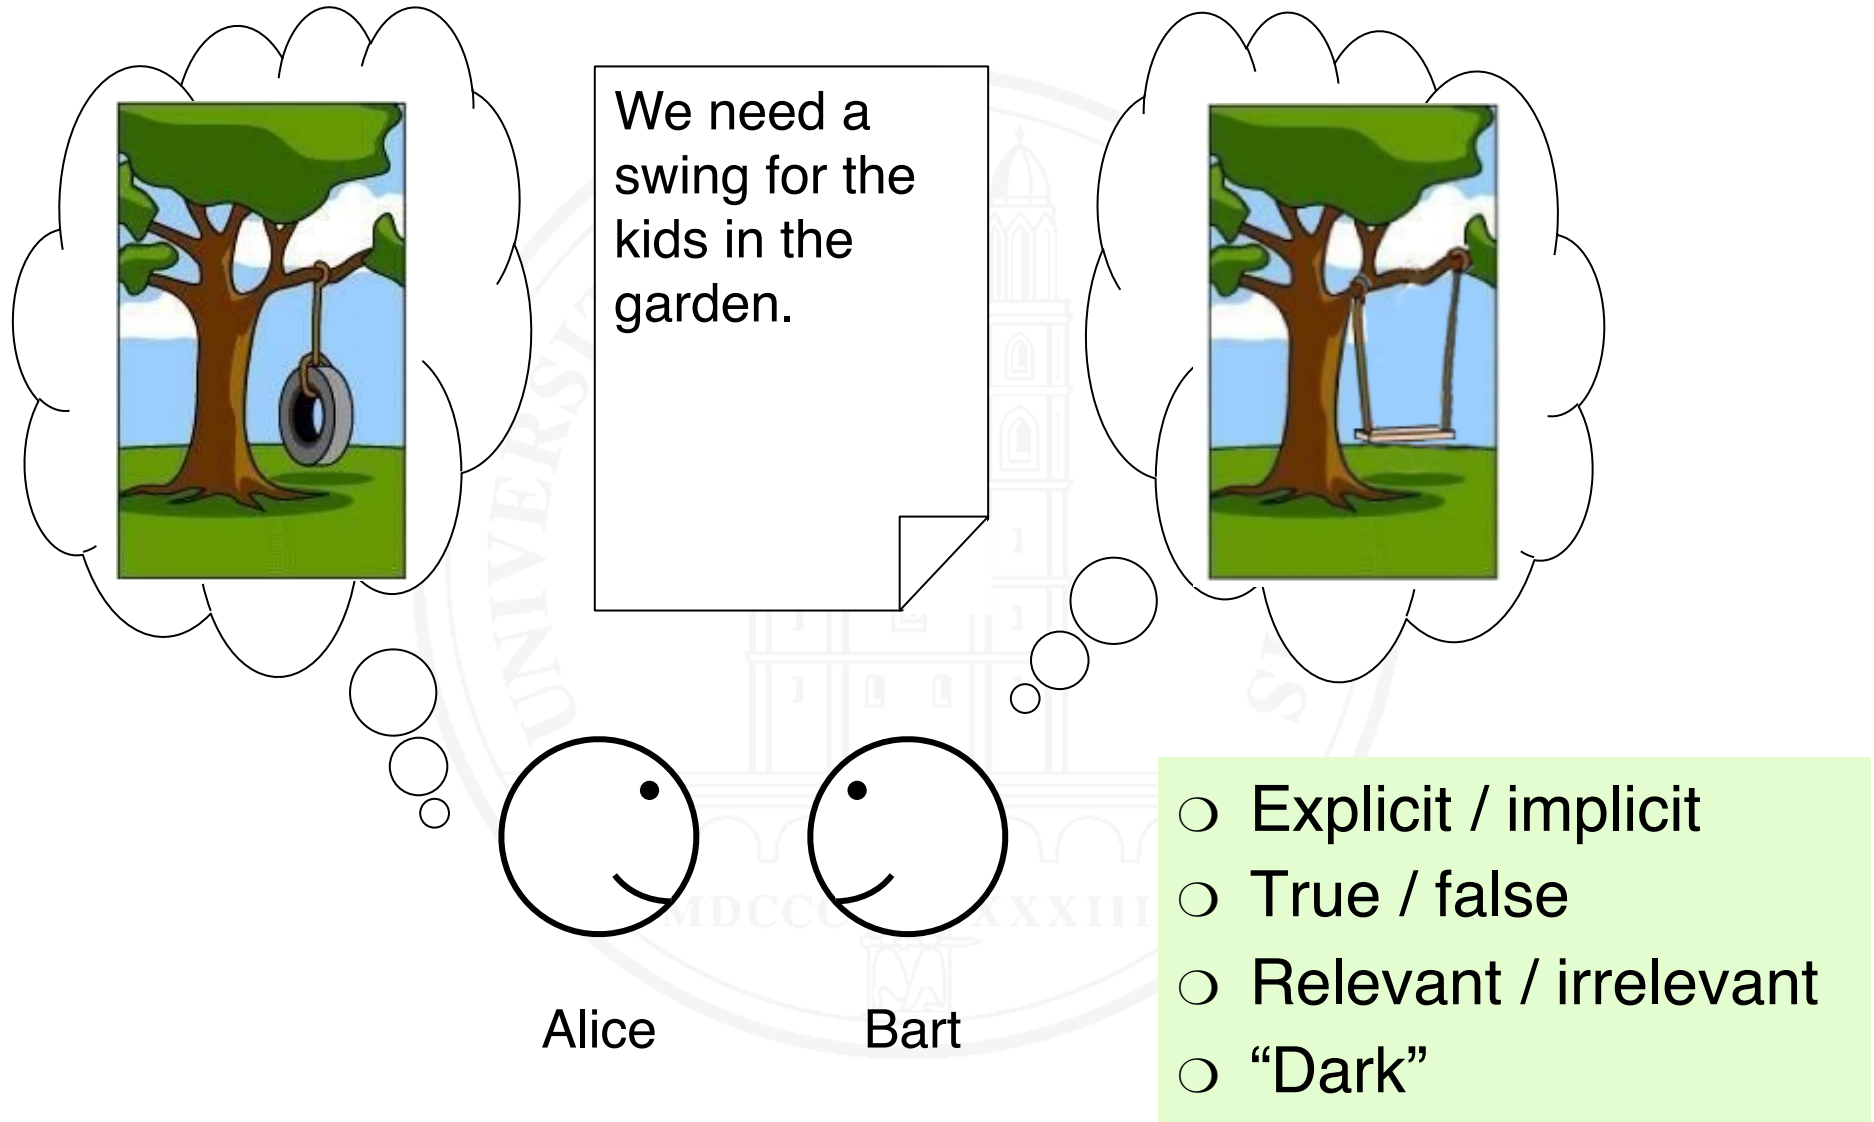 We need a
swing for the
kids in the
garden.
Alice
Bart
❍ Explicit / implicit
❍ True / false
❍ Relevant / irrelevant
❍ “Dark”